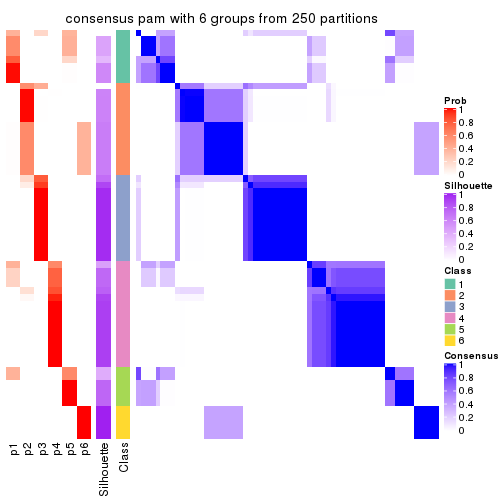 consensus pam with 6 groups from 250 partitions
Prob
1
0.8
0.6
0.4
0.2
0
Silhouette
1
0.8
0.6
0.4
0.2
0
Class
1
2
3
4
5
6
Consensus
1
0.8
0.6
0.4
0.2
0
p1
p2
p3
p4
p5
p6
Silhouette
Class